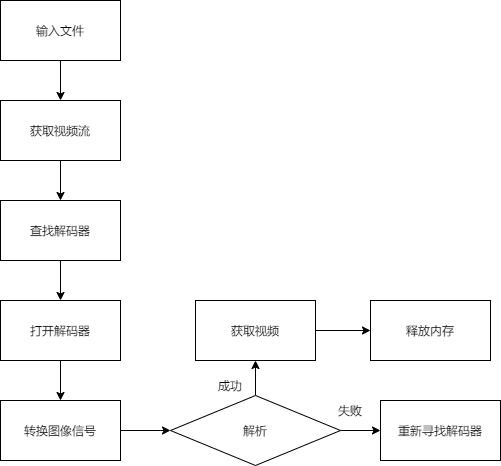 输入文件
获取视频流
查找解码器
打开解码器
获取视频
释放内存
成功
失败
转换图像信号
解析
重新寻找解码器